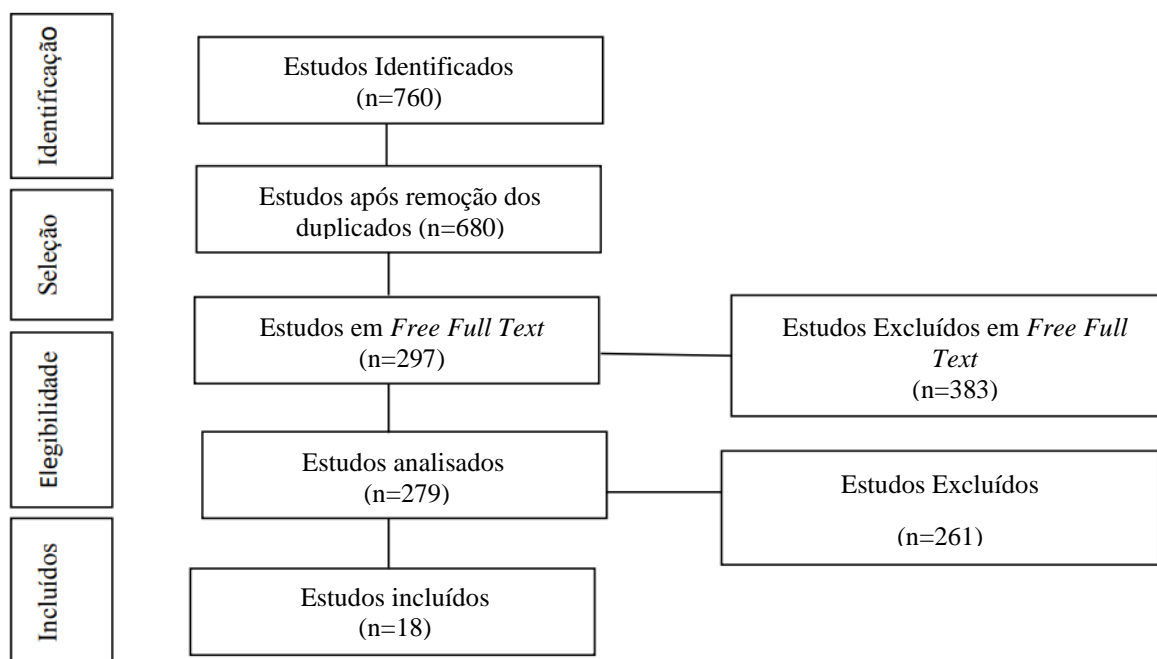 Identificação
Estudos Identificados
(n=760)
Seleção
Estudos após remoção dos
duplicados (n=680)
Elegibilidade
Estudos em Free Full Text
(n=297)
Estudos Excluídos em Free Full
Text
(n=383)
Estudos analisados
(n=279)
Estudos Excluídos
(n=261)
Incluídos
Estudos incluídos
(n=18)